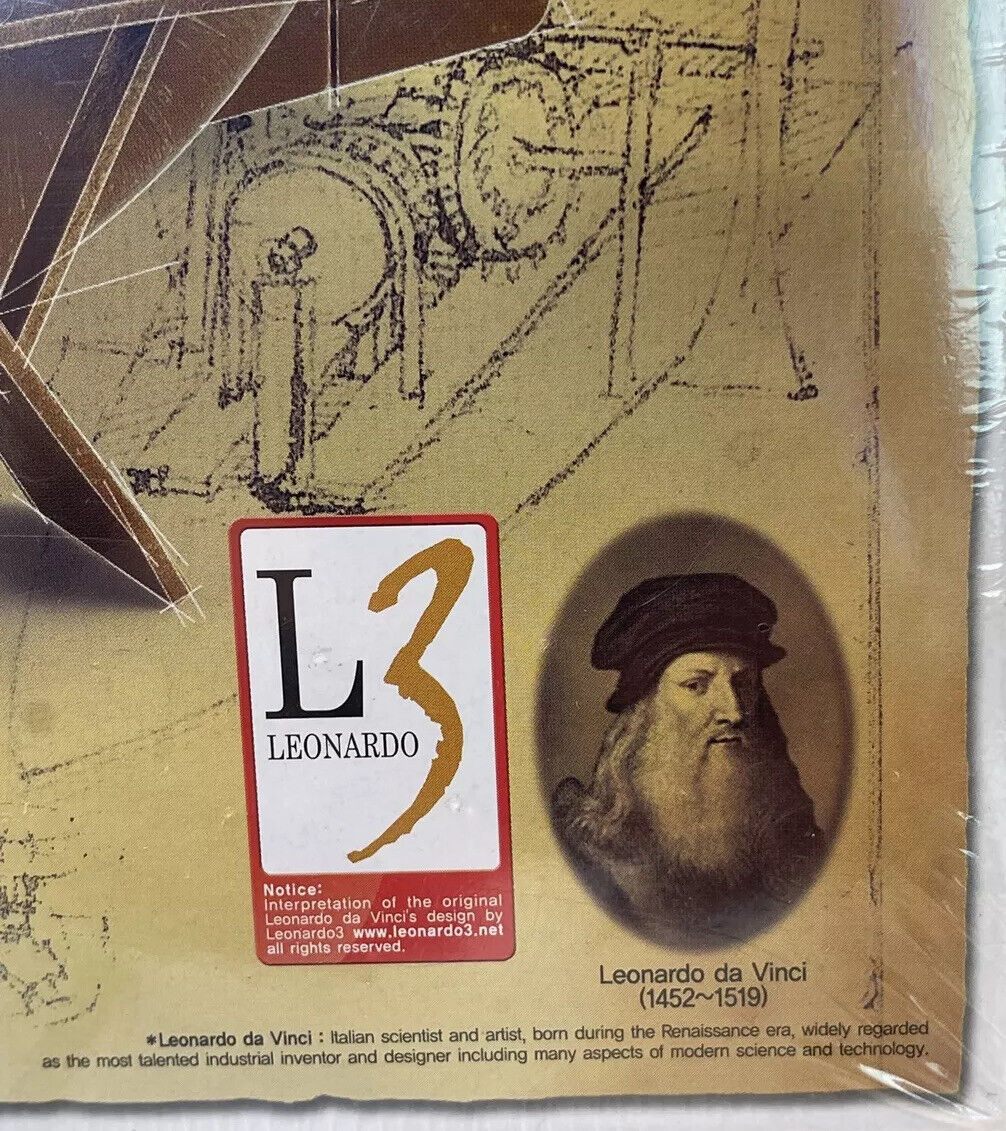 L3
LEONARDO
Notice:
Interpretation of the original
Leonardo da Vinci's design by
Leonardo3 www.leonardo3.net
all rights reserved.
Leonardo da Vinci
(1452~1519)
*Leonardo da Vinci : Italian scientist and artist, born during the Renaissance era, widely regarded
as the most talented industrial inventor and designer including many aspects of modern science and technology.